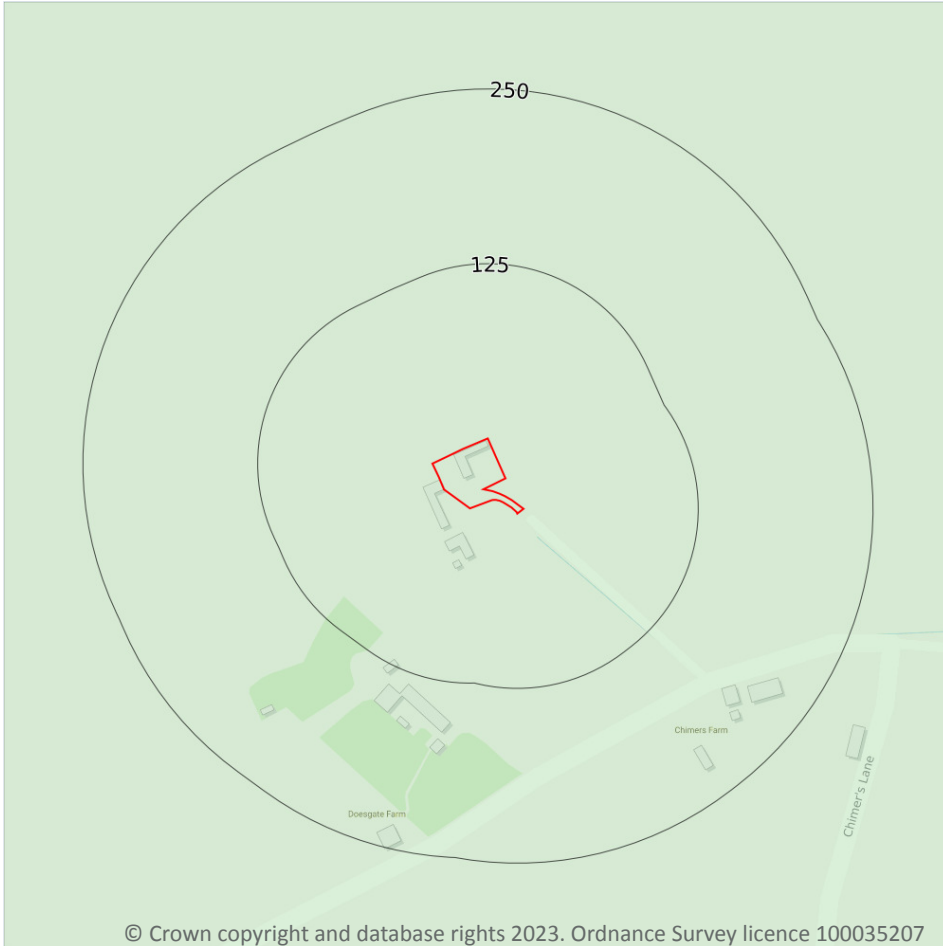 250
125
Chimers Farm
Chimer's Lane
Doesgate Farm
© Crown copyright and database rights 2023. Ordnance Survey licence 100035207